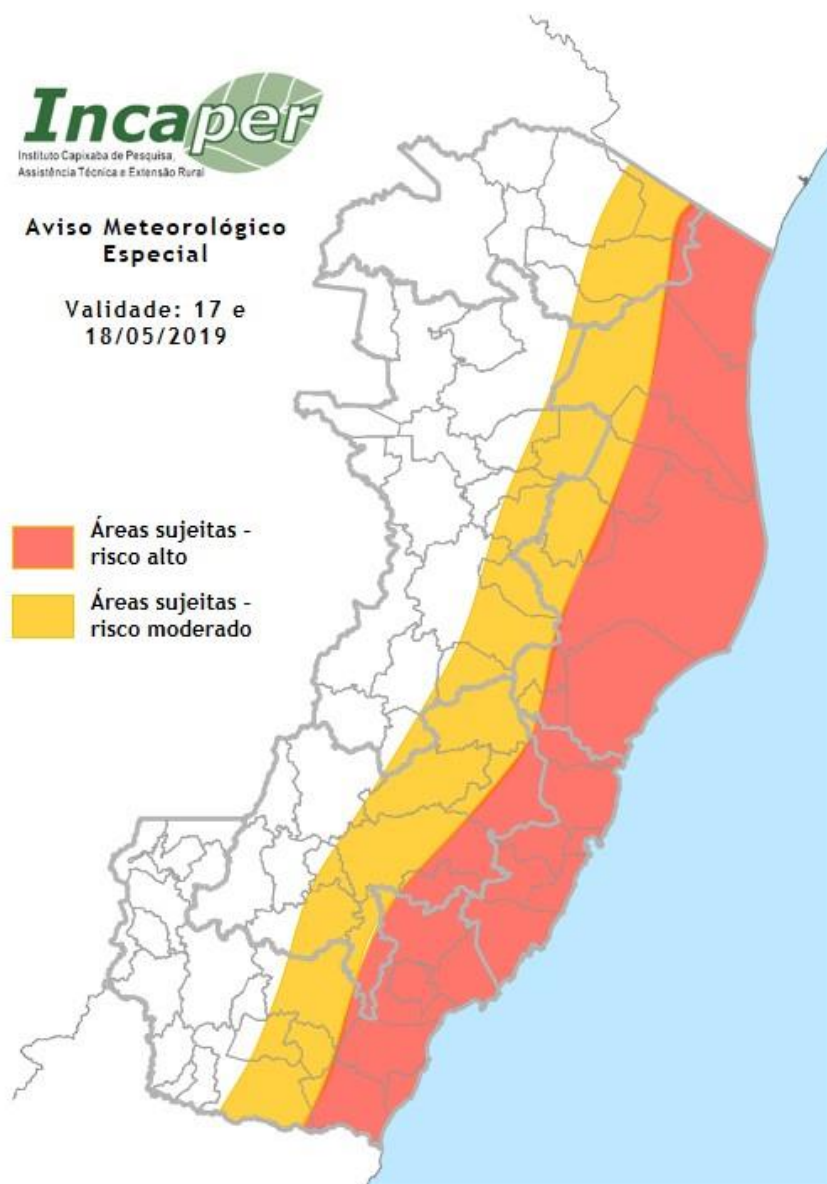 Incaper
Instituto Capixaba de Pesquisa,
Assistência Técnica e Extensão Rural
Aviso Meteorológico
Especial
Validade: 17 e
18/05/2019
Áreas sujeitas -
risco alto
Áreas sujeitas -
risco moderado